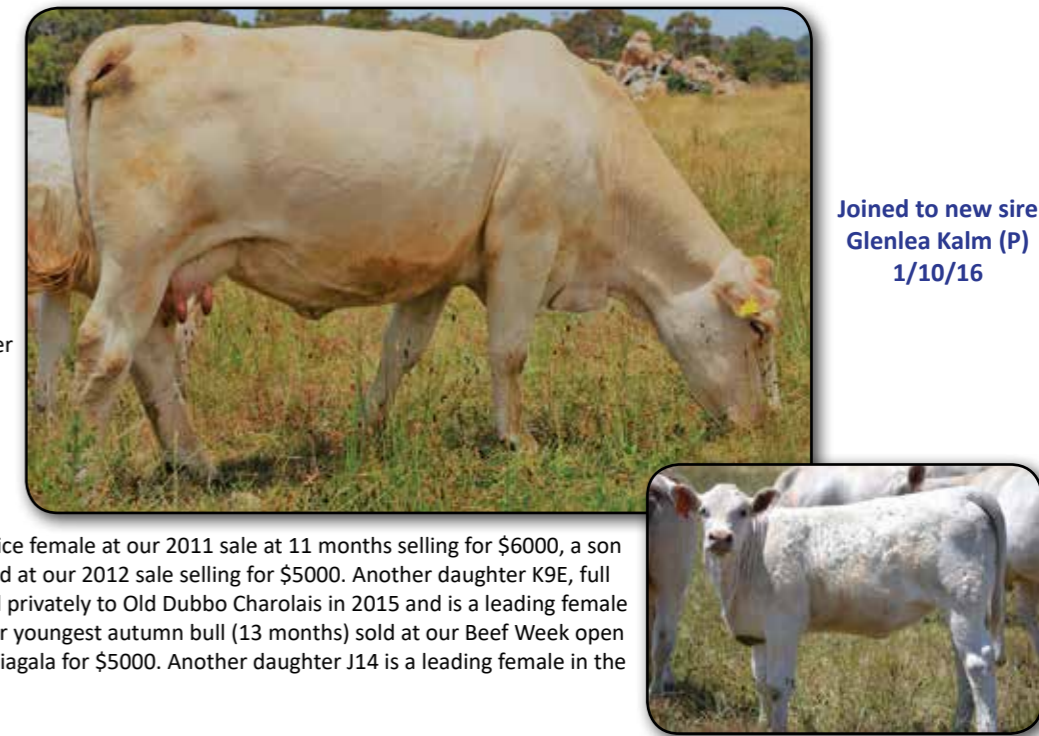 Joined to new sire
Glenlea Kalm (P)
1/10/16
er
ice female at our 2011 sale at 11 months selling for $6000, a son
d at our 2012 sale selling for $5000. Another daughter K9E, full
l privately to Old Dubbo Charolais in 2015 and is a leading female
r youngest autumn bull (13 months) sold at our Beef Week open
iagala for $5000. Another daughter J14 is a leading female in the